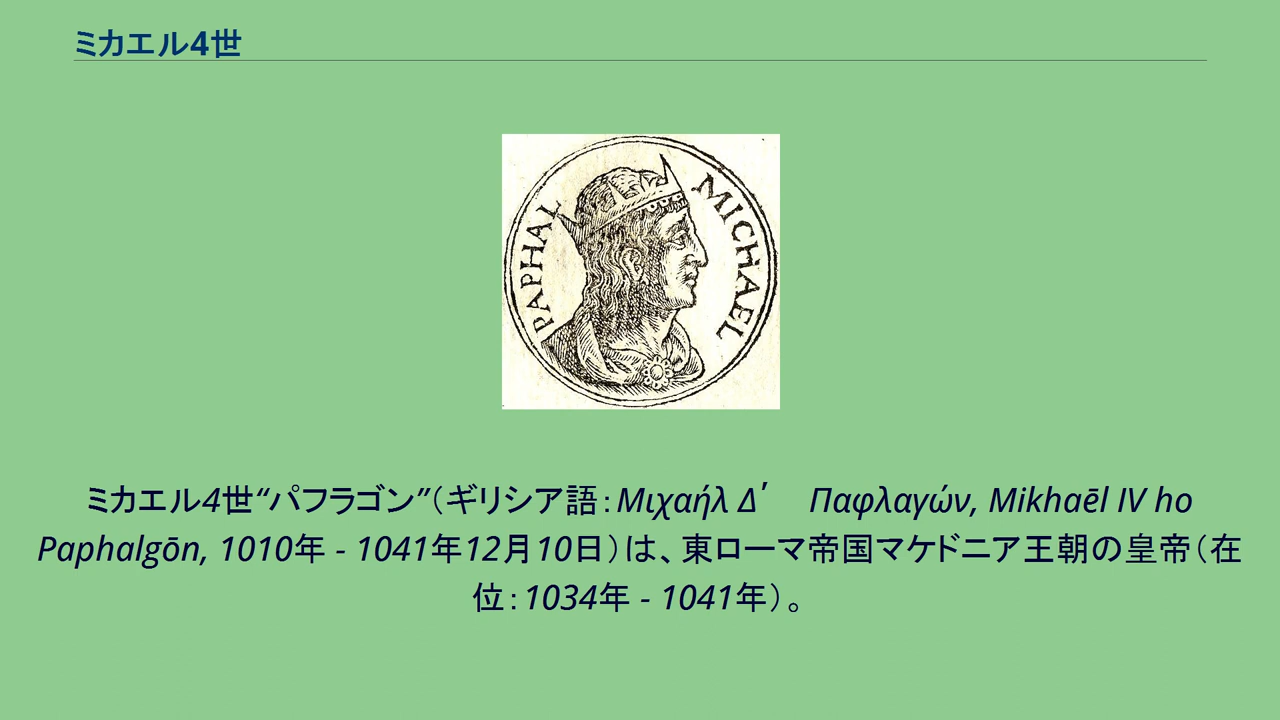 ミカエル4世
PAPHAL
MICHAEL
ミカエル4世“パフラゴン”（ギリシア語：Μιχαήλ Δ΄　Παφλαγών, Mikhaēl IV ho
Paphalgōn, 1010年 - 1041年12月10日）は、東ローマ帝国マケドニア王朝の皇帝（在
位：1034年 - 1041年）。